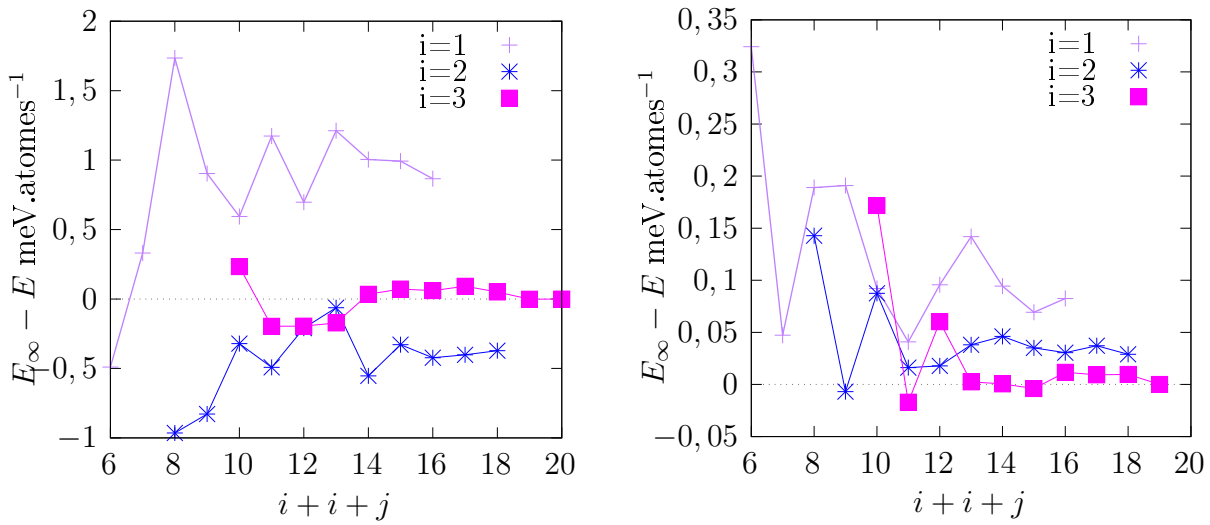 2
1, 5
1
0, 5
0
−0, 5
−1
6 8 10 12 14 16 18 20
E∞ − E meV.atomes⁻¹
i + i + j
i=1
i=2
i=3
0, 35
0, 3
0, 25
0, 2
0, 15
0, 1
0, 05
0
−0, 05
6 8 10 12 14 16 18 20
E∞ − E meV.atomes⁻¹
i + i + j
i=1
i=2
i=3